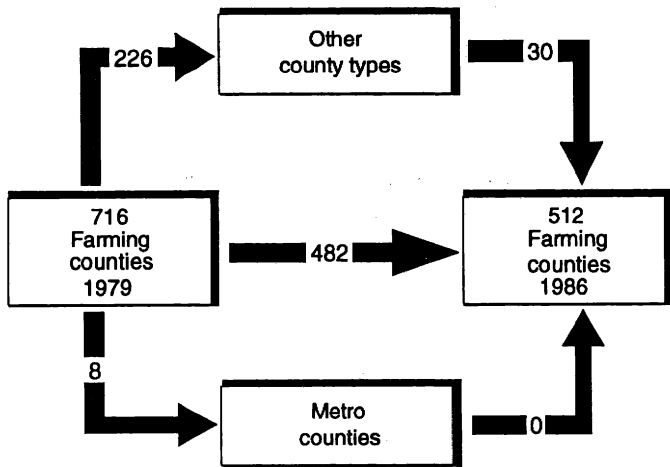 Other
county types
226
30
716
Farming
counties
1979
482
512
Farming
counties
1986
8
Metro
counties
0